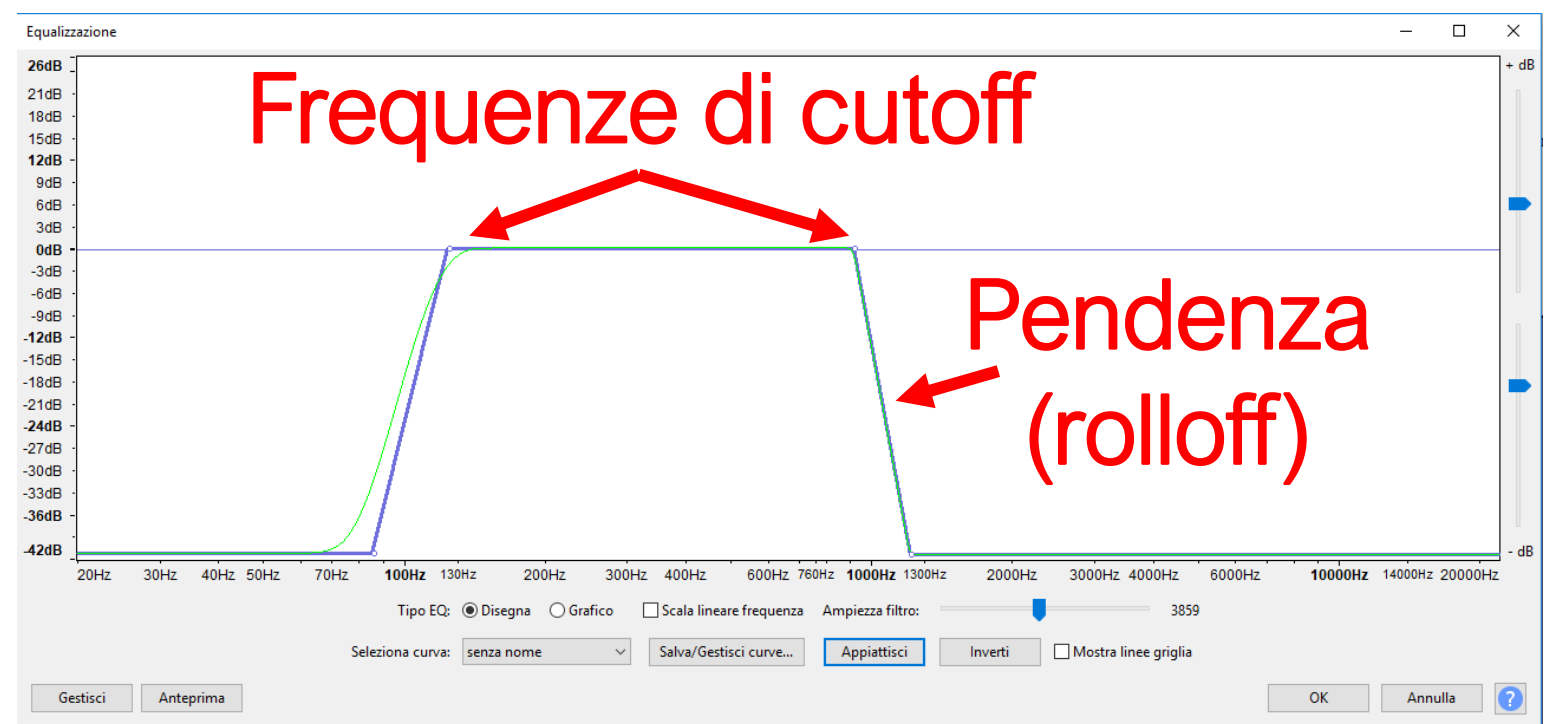 Equalizzazione
26dB
+ dB
21dB
18dB
15dB
12dB
9dB
6dB
3dB
0dB
-3dB
-6dB
-9dB
-12dB
-15dB
-18dB
-21dB
-24dB
-27dB
-30dB
-33dB
-36dB
-42dB
- dB
Frequenze di cutoff
Pendenza
(rolloff)
20Hz 30Hz 40Hz 50Hz 70Hz 100Hz 130Hz 200Hz 300Hz 400Hz 600Hz 760Hz 1000Hz 1300Hz 2000Hz 3000Hz 4000Hz 6000Hz 10000Hz 14000Hz 20000Hz
Tipo EQ: Disegna Grafico Scala lineare frequenza Ampiezza filtro: 3859
Seleziona curva: senza nome Salva/Gestisci curve... Appiattisci Inverti Mostra linee griglia
Gestisci Anteprima OK Annulla ?